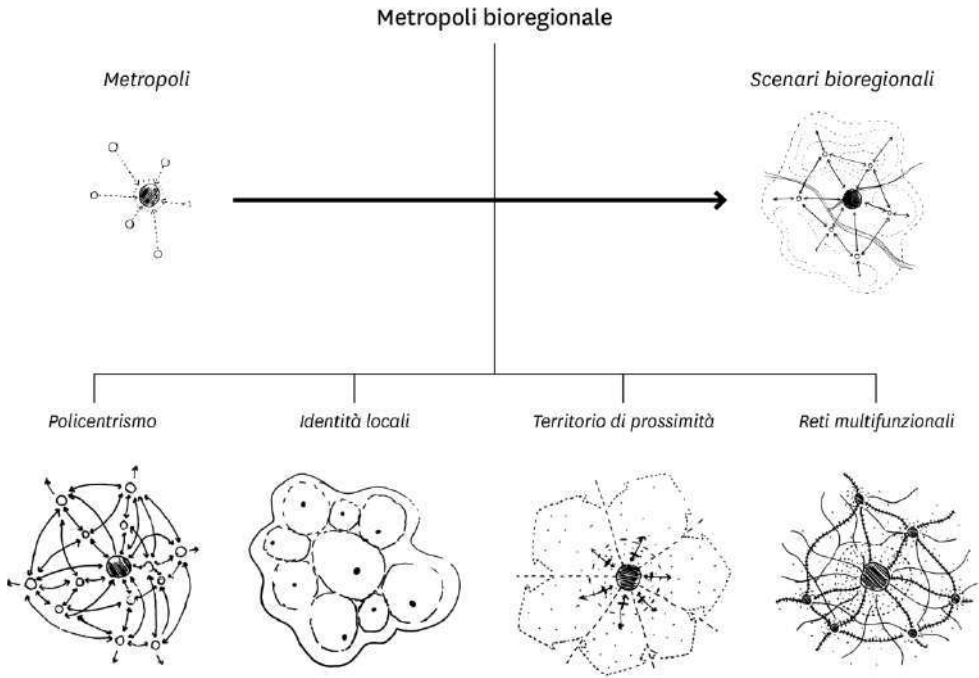 Metropoli bioregionale
Metropoli
Scenari bioregionali
Policentrismo
Identità locali
Territorio di prossimità
Reti multifunzionali